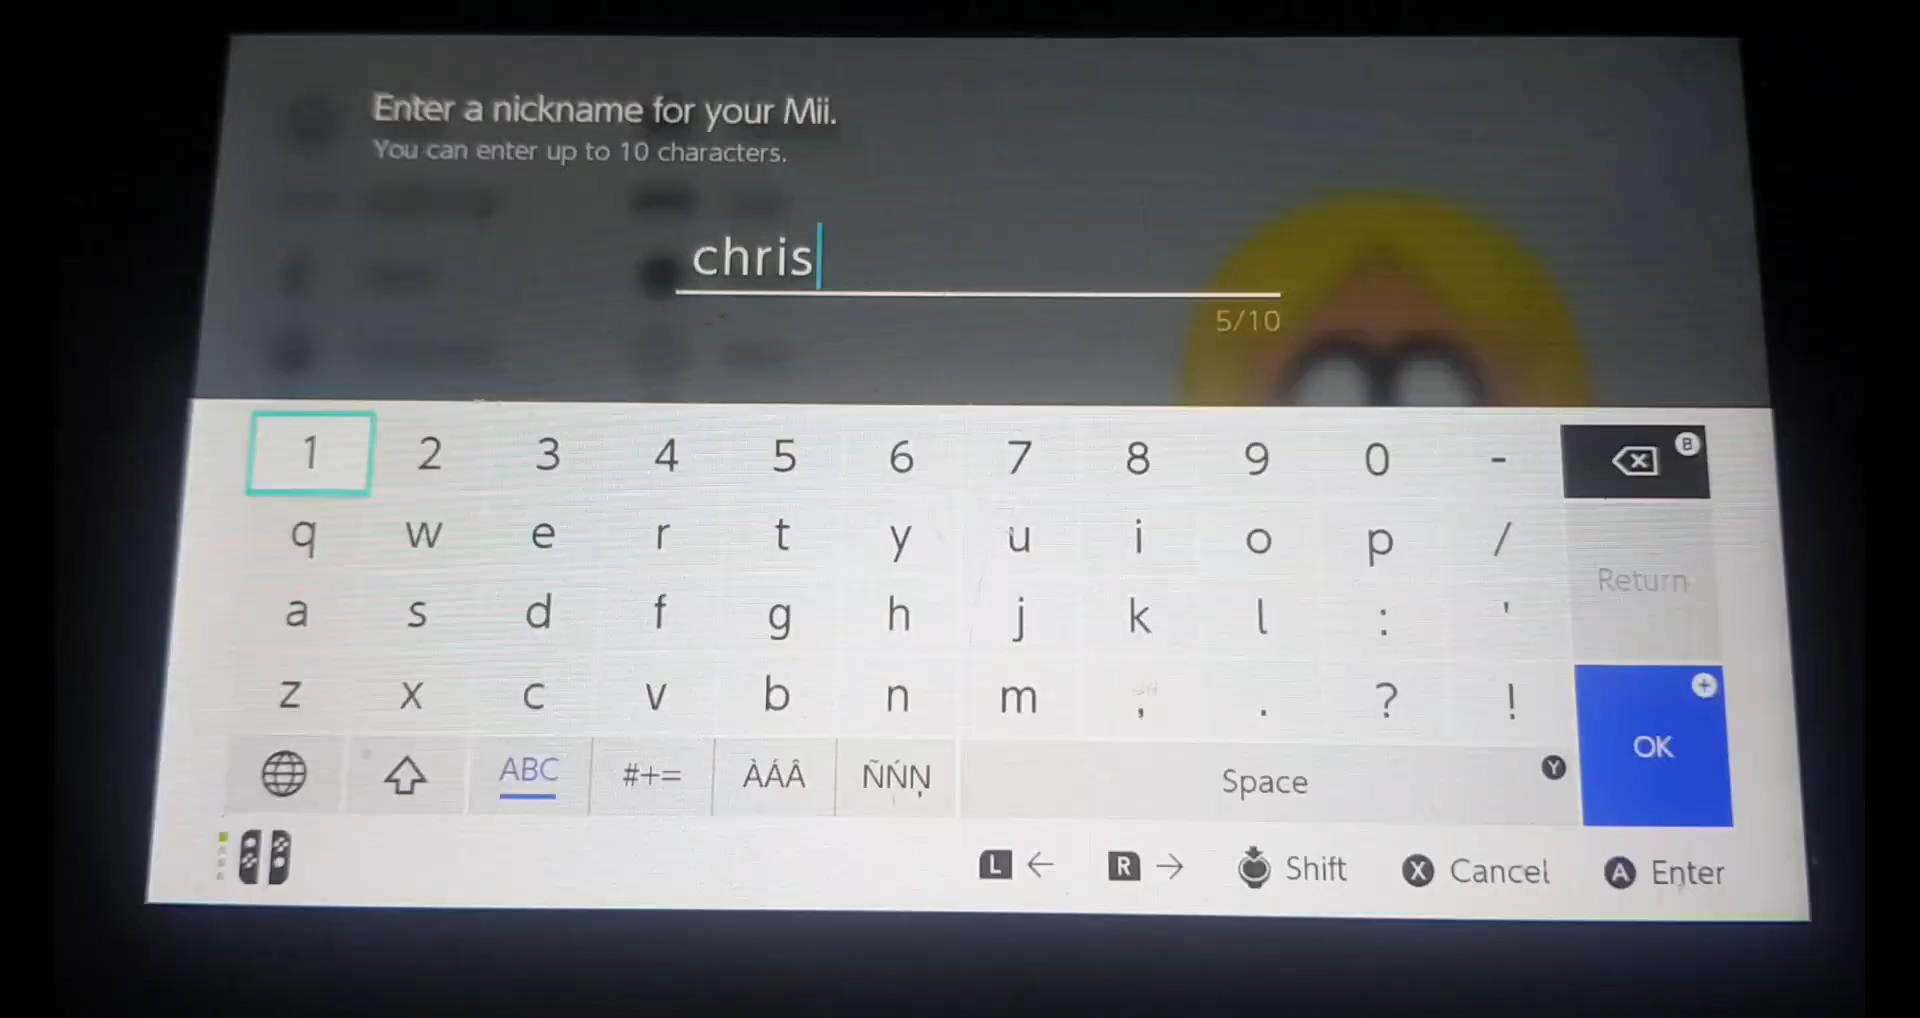 Enter a nickname for your Mii.
You can enter up to 10 characters.
chris
5/10
1 2 3 4 5 6 7 8 9 0 - B
q w e r t y u i o p / Return
a s d f g h j k l : '
z x c v b n m , . ? ! +
ABC #+= ÀÁÂ ÑŃŅ Space Y OK
L ← R → Shift X Cancel A Enter